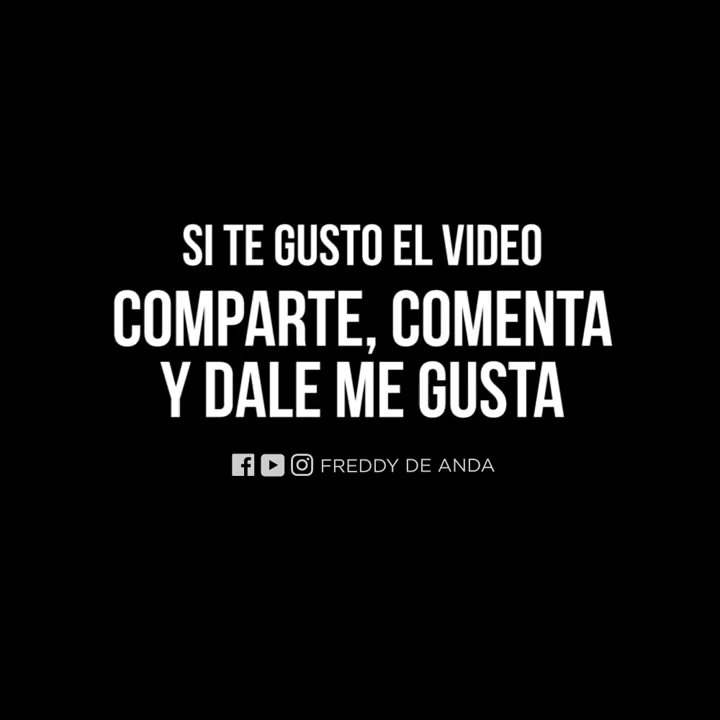 SI TE GUSTO EL VIDEO
COMPARTE, COMENTA
Y DALE ME GUSTA
FREDDY DE ANDA